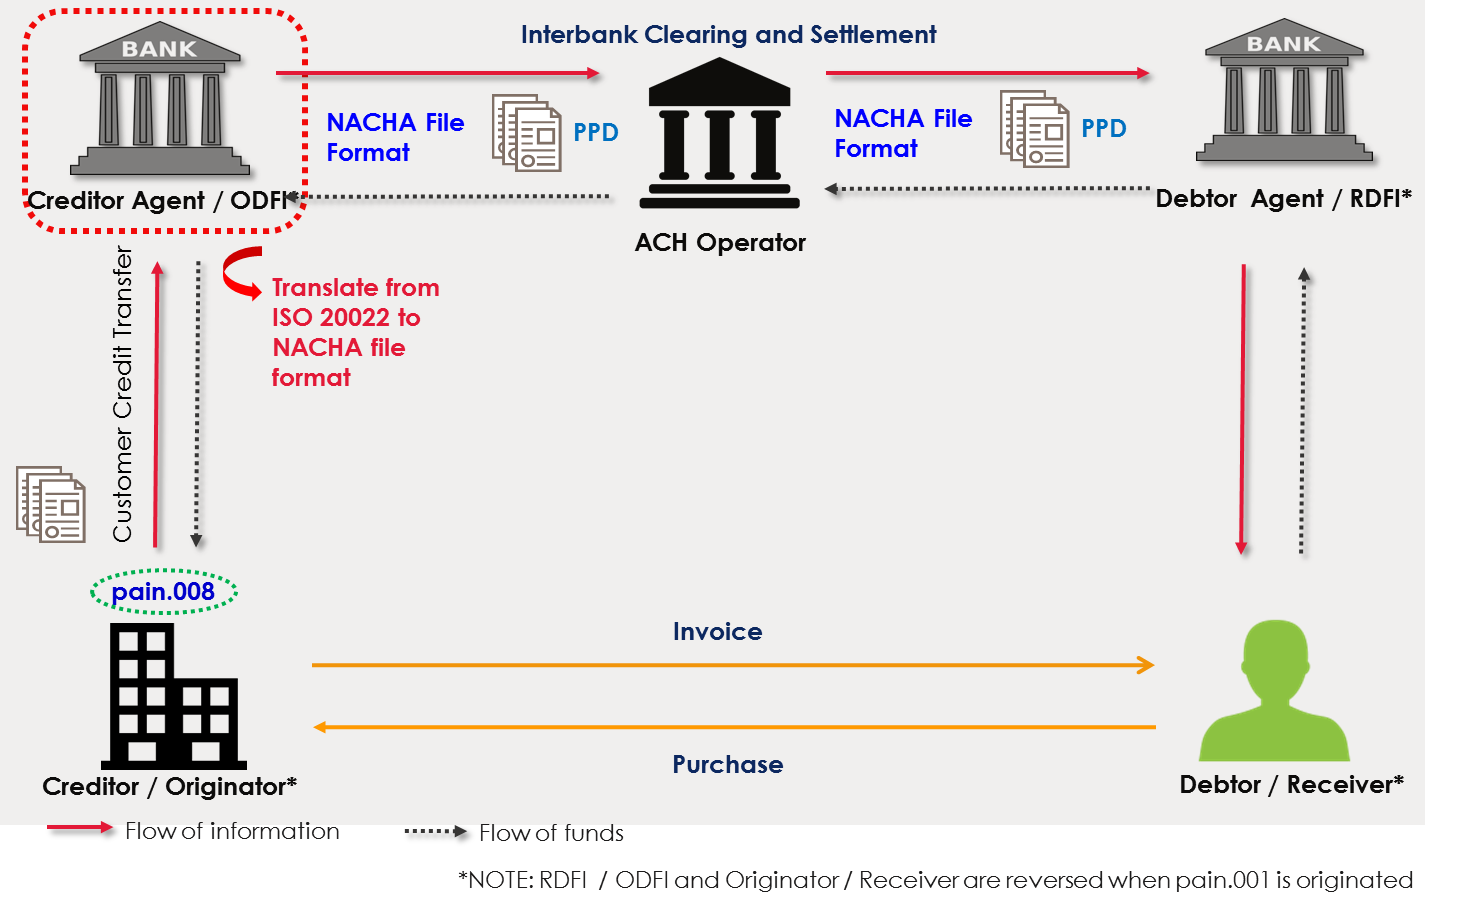 BANK
Interbank Clearing and Settlement
BANK
NACHA File
Format
PPD
NACHA File
Format
PPD
Creditor Agent / ODFI*
ACH Operator
Debtor Agent / RDFI*
Customer Credit Transfer
Translate from
ISO 20022 to
NACHA file
format
pain.008
Invoice
Purchase
Creditor / Originator*
Debtor / Receiver*
Flow of information
Flow of funds
*NOTE: RDFI / ODFI and Originator / Receiver are reversed when pain.001 is originated